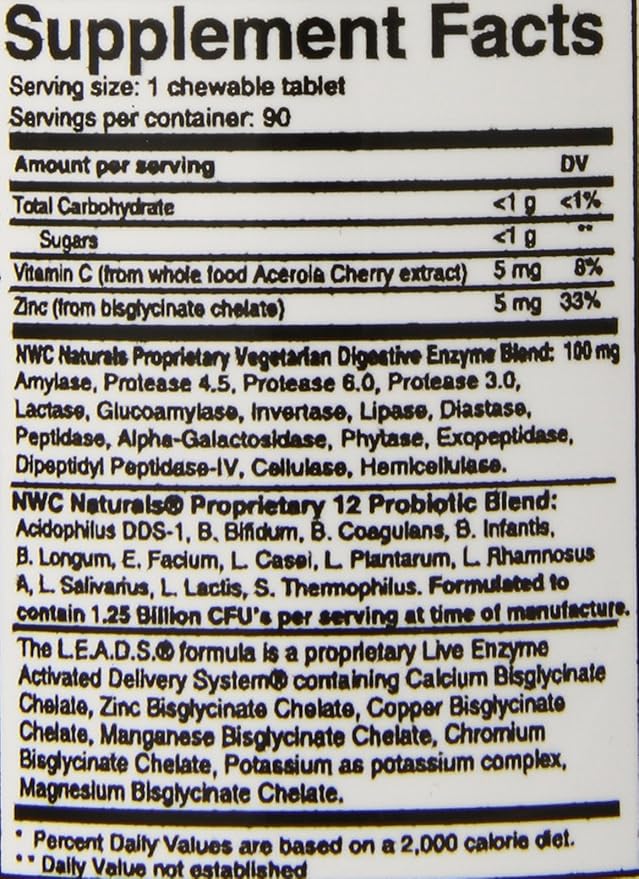 Supplement Facts
Serving size: 1 chewable tablet
Servings per container: 90
Amount per serving DV
Total Carbohydrate <1 g <1%
Sugars <1 g **
Vitamin C (from whole food Acerola Cherry extract) 5 mg 8%
Zinc (from bisglycinate chelate) 5 mg 33%
NWC Naturals Proprietary Vegetarian Digestive Enzyme Blend: 100 mg
Amylase, Protease 4.5, Protease 6.0, Protease 3.0,
Lactase, Glucoamylase, Invertase, Lipase, Diastase,
Peptidase, Alpha-Galactosidase, Phytase, Exopeptidase,
Dipeptidyl Peptidase-IV, Cellulase, Hemicellulase.
NWC Naturals® Proprietary 12 Probiotic Blend:
Acidophilus DDS-1, B. Bifidum, B. Coagulans, B. Infantis,
B. Longum, E. Facium, L. Casei, L. Plantarum, L. Rhamnosus
A, L. Salivarius, L. Lactis, S. Thermophilus. Formulated to
contain 1.25 Billion CFU's per serving at time of manufacture.
The L.E.A.D.S.® formula is a proprietary Live Enzyme
Activated Delivery System® containing Calcium Bisglycinate
Chelate, Zinc Bisglycinate Chelate, Copper Bisglycinate
Chelate, Manganese Bisglycinate Chelate, Chromium
Bisglycinate Chelate, Potassium as potassium complex,
Magnesium Bisglycinate Chelate.
* Percent Daily Values are based on a 2,000 calorie diet.
** Daily Value not established